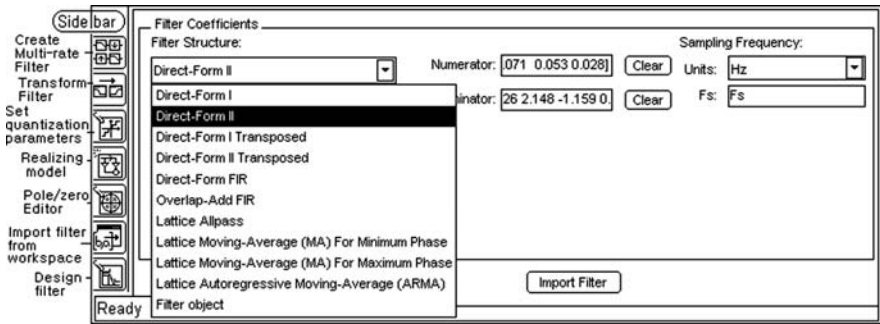 Side bar
Create
Multi-rate
Filter
Transform
Filter
Set
quantization
parameters
Realizing
model
Pole/zero
Editor
Import filter
from
workspace
Design
filter
Filter Coefficients
Filter Structure:
Direct-Form II
Direct-Form I
Direct-Form II
Direct-Form I Transposed
Direct-Form II Transposed
Direct-Form FIR
Overlap-Add FIR
Lattice Allpass
Lattice Moving-Average (MA) For Minimum Phase
Lattice Moving-Average (MA) For Maximum Phase
Lattice Autoregressive Moving-Average (ARMA)
Filter object
Numerator: .071 0.053 0.028] Clear
inator: 26 2.148 -1.159 0. Clear
Sampling Frequency:
Units: Hz
Fs: Fs
Import Filter
Ready